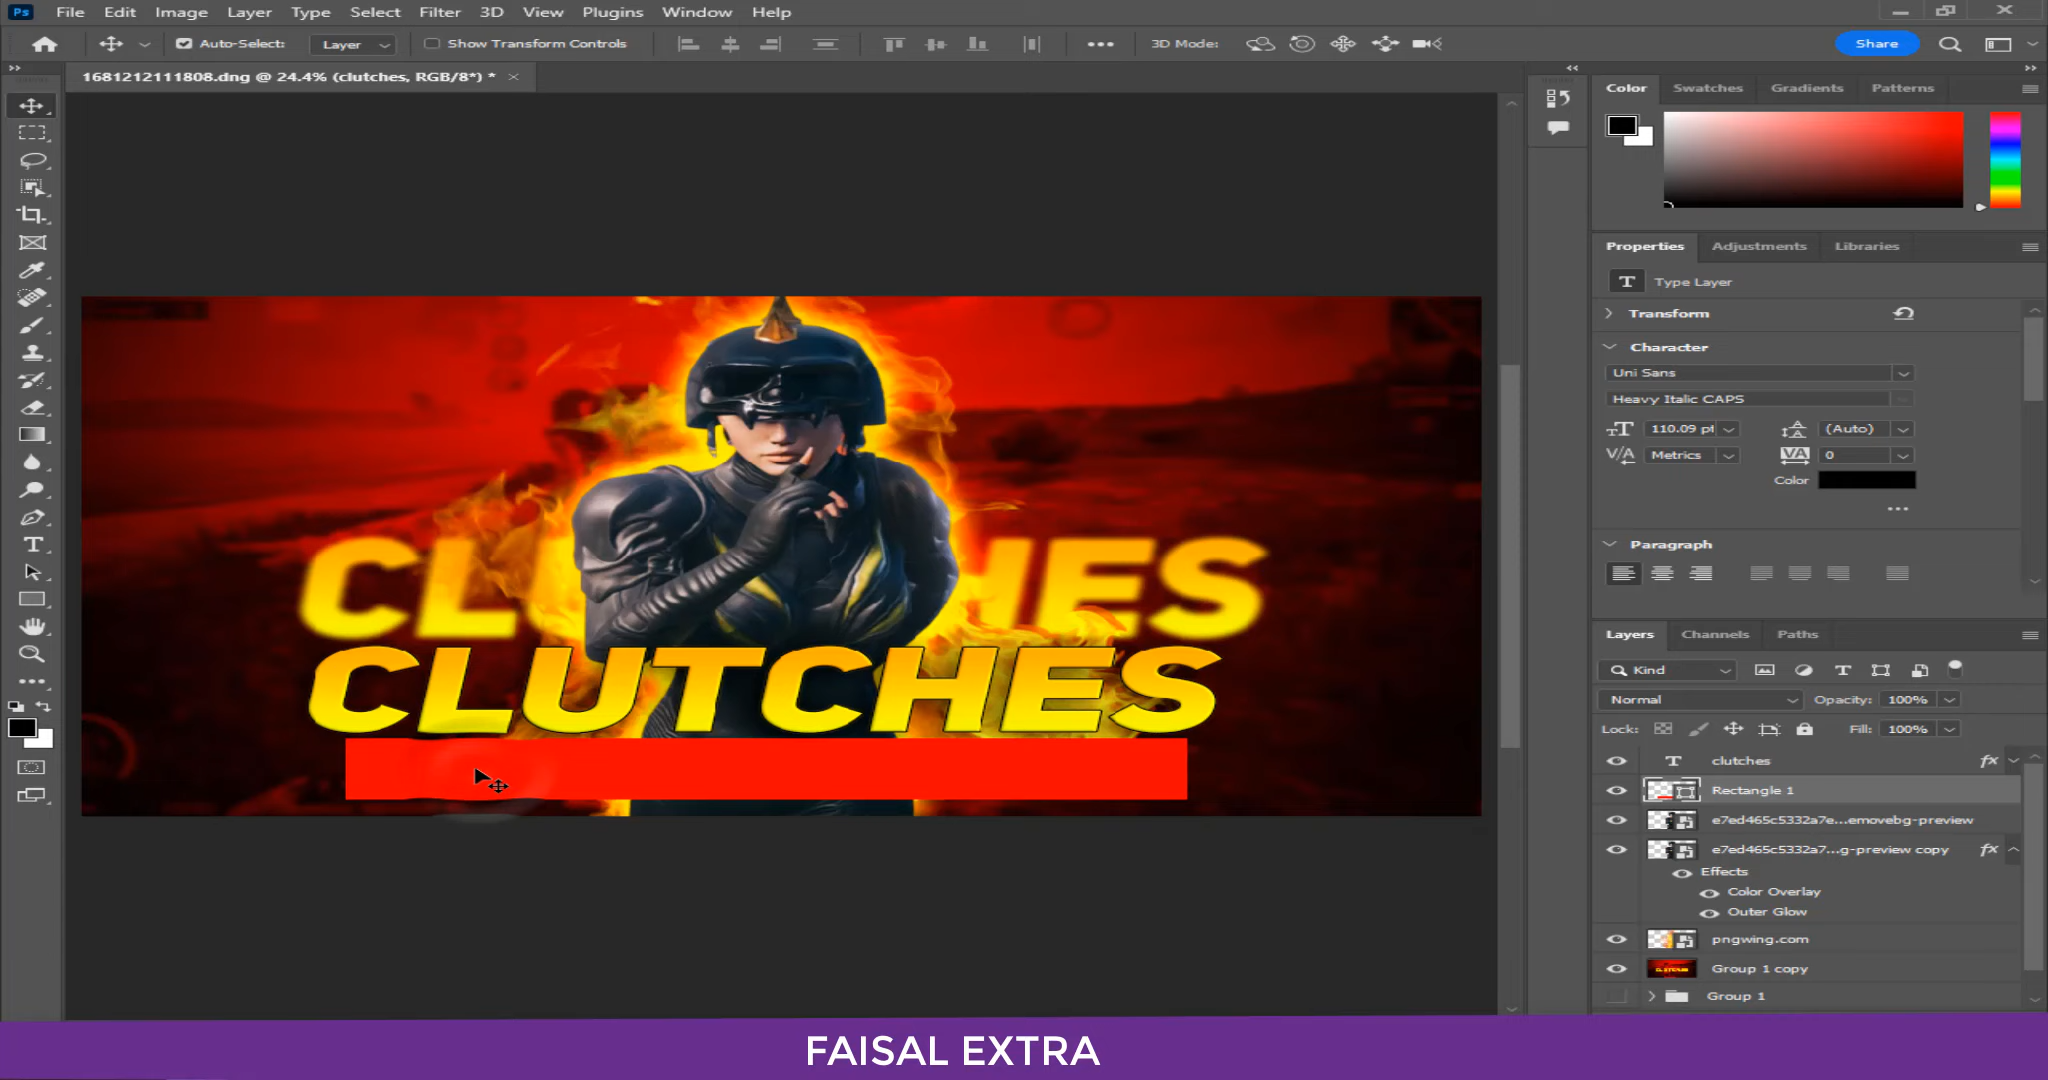 Ps File Edit Image Layer Type Select Filter 3D View Plugins Window Help
Auto-Select: Layer Show Transform Controls 3D Mode: Share
1681212111808.dng @ 24.4% (clutches, RGB/8*) *
Color Swatches Gradients Patterns
Properties Adjustments Libraries
T Type Layer
Transform
Character
Uni Sans
Heavy Italic CAPS
110.09 pt (Auto)
Metrics 0
Color
Paragraph
CLUTCHES
CLUTCHES
Layers Channels Paths
Kind
Normal Opacity: 100%
Lock: Fill: 100%
T clutches fx
Rectangle 1
e7ed465c5332a7e...emovebg-preview
e7ed465c5332a7...g-preview copy fx
Effects
Color Overlay
Outer Glow
pngwing.com
Group 1 copy
Group 1
FAISAL EXTRA